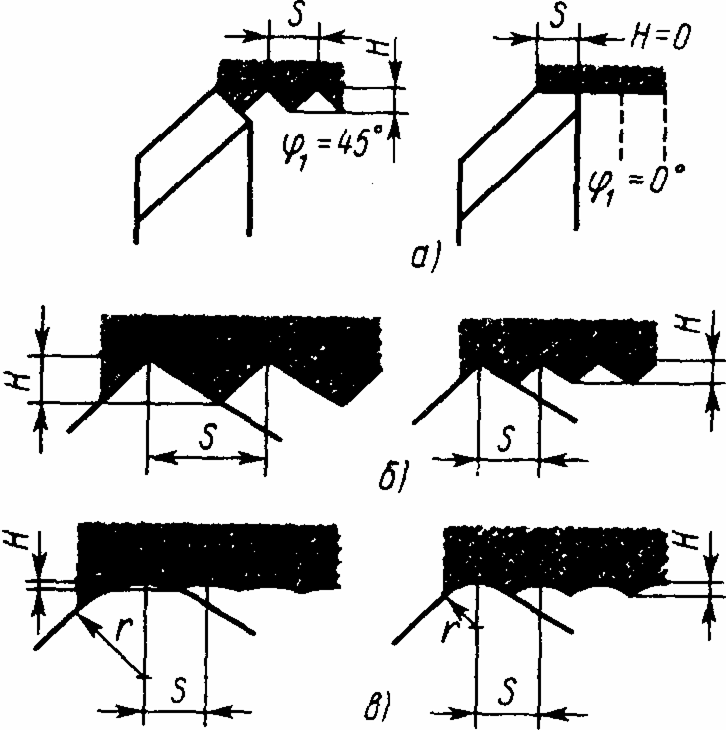 S H S H=0
φ₁=45° φ₁=0°
а)
H H
S S
б)
H H
r r
S S
в)